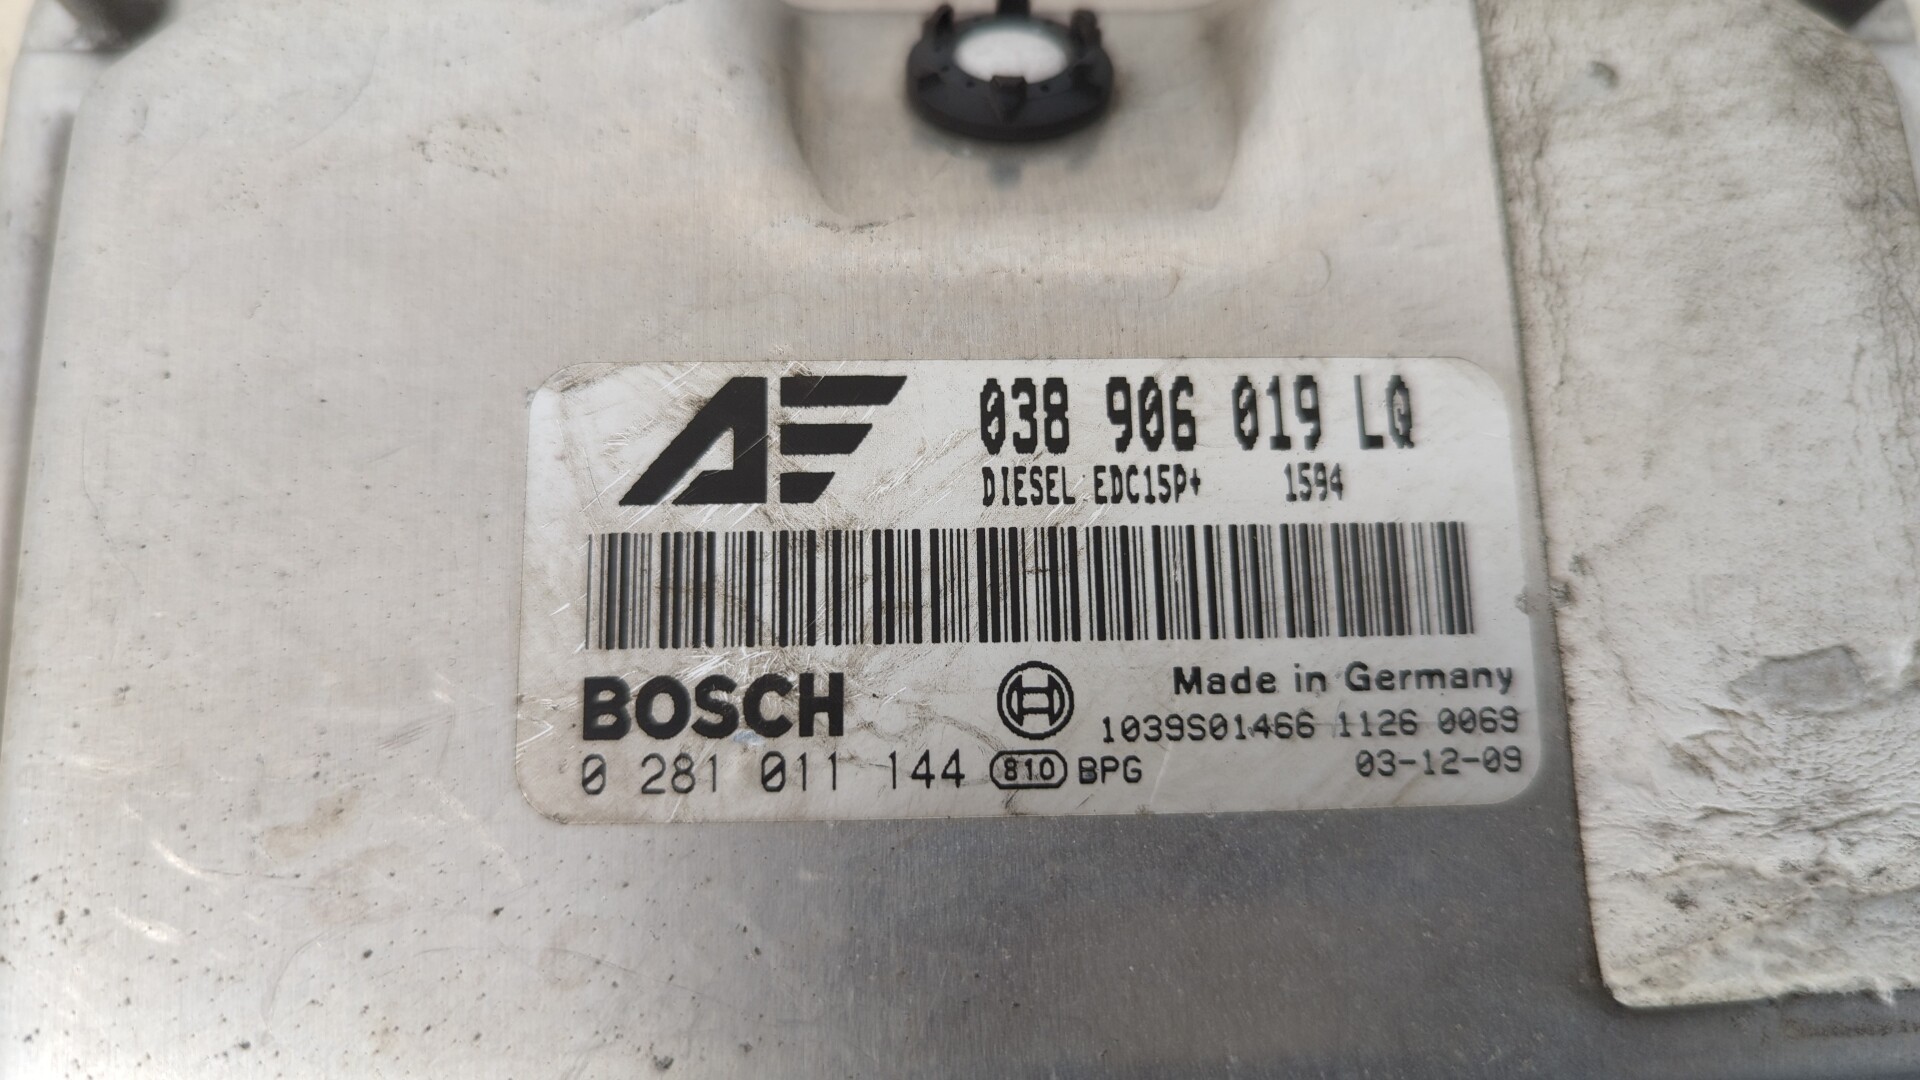 AF 038 906 019 LQ
DIESEL EDC15P+ 1594
BOSCH Made in Germany
1039S01466 1126 0069
0 281 011 144 810 BPG 03-12-09